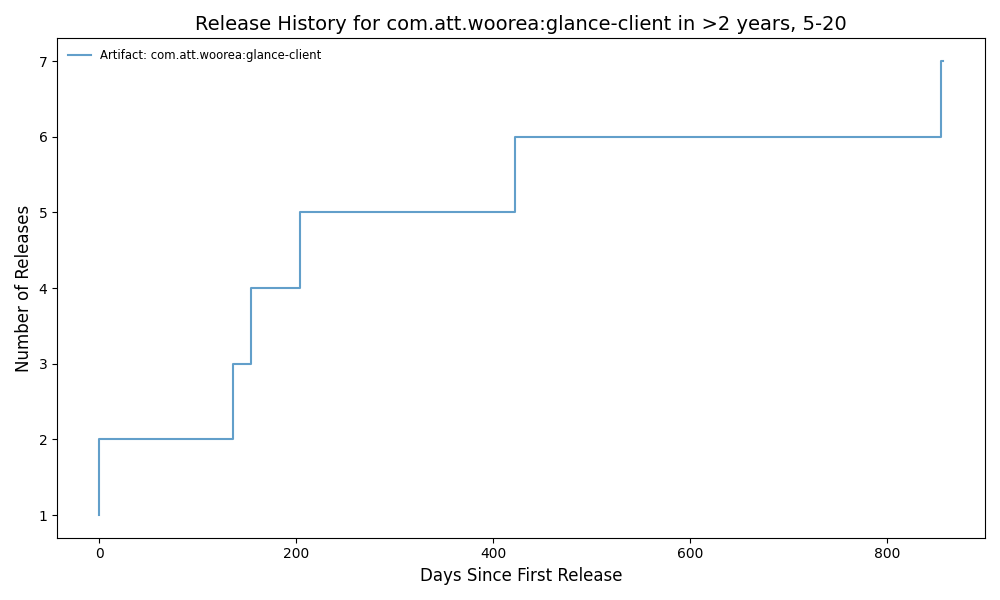 Release History for com.att.woorea:glance-client in >2 years, 5-20
Artifact: com.att.woorea:glance-client
Number of Releases
7
6
5
4
3
2
1
0 200 400 600 800
Days Since First Release